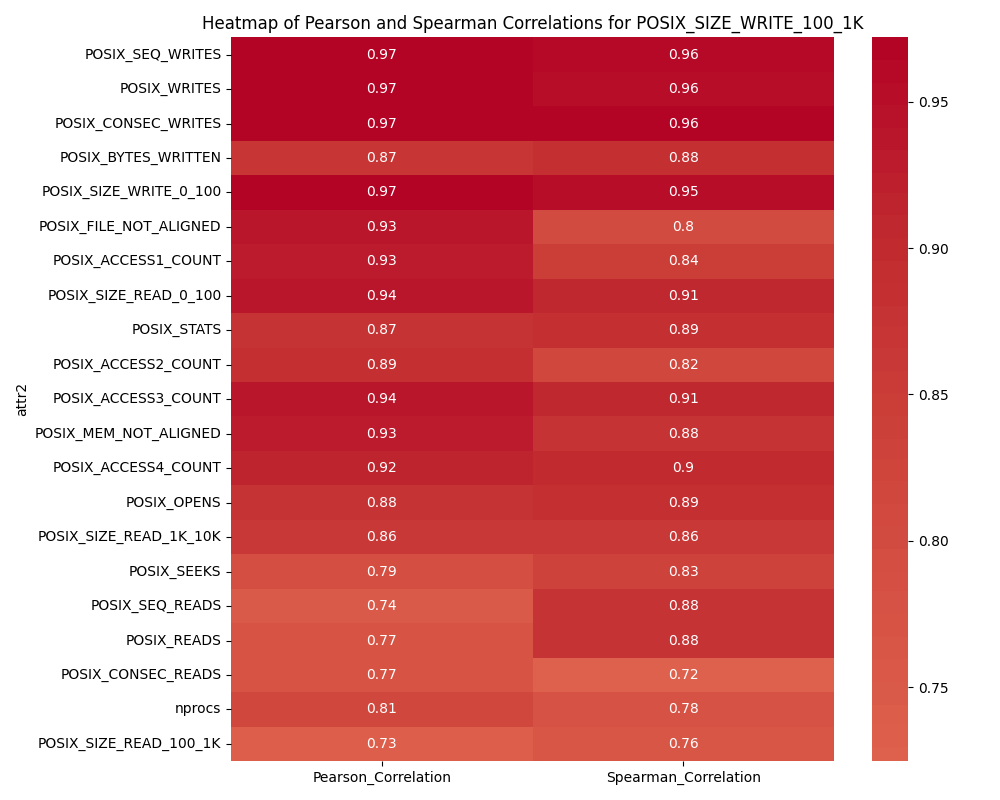 Heatmap of Pearson and Spearman Correlations for POSIX_SIZE_WRITE_100_1K
POSIX_SEQ_WRITES 0.97 0.96
POSIX_WRITES 0.97 0.96
POSIX_CONSEC_WRITES 0.97 0.96
POSIX_BYTES_WRITTEN 0.87 0.88
POSIX_SIZE_WRITE_0_100 0.97 0.95
POSIX_FILE_NOT_ALIGNED 0.93 0.8
POSIX_ACCESS1_COUNT 0.93 0.84
POSIX_SIZE_READ_0_100 0.94 0.91
POSIX_STATS 0.87 0.89
POSIX_ACCESS2_COUNT 0.89 0.82
POSIX_ACCESS3_COUNT 0.94 0.91
POSIX_MEM_NOT_ALIGNED 0.93 0.88
POSIX_ACCESS4_COUNT 0.92 0.9
POSIX_OPENS 0.88 0.89
POSIX_SIZE_READ_1K_10K 0.86 0.86
POSIX_SEEKS 0.79 0.83
POSIX_SEQ_READS 0.74 0.88
POSIX_READS 0.77 0.88
POSIX_CONSEC_READS 0.77 0.72
nprocs 0.81 0.78
POSIX_SIZE_READ_100_1K 0.73 0.76
Pearson_Correlation Spearman_Correlation
attr2
0.95
0.90
0.85
0.80
0.75